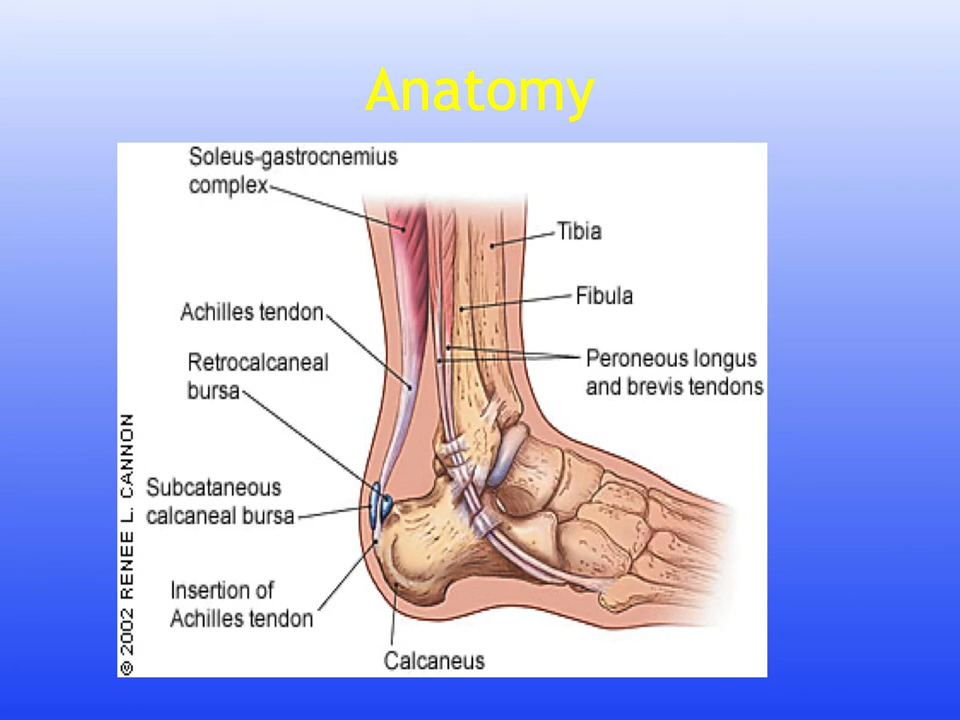 Anatomy
Soleus-gastrocnemius
complex
Tibia
Fibula
Achilles tendon
Retrocalcaneal
bursa
Peroneous longus
and brevis tendons
Subcataneous
calcaneal bursa
Insertion of
Achilles tendon
Calcaneus
© 2002 RENEE L. CANNON